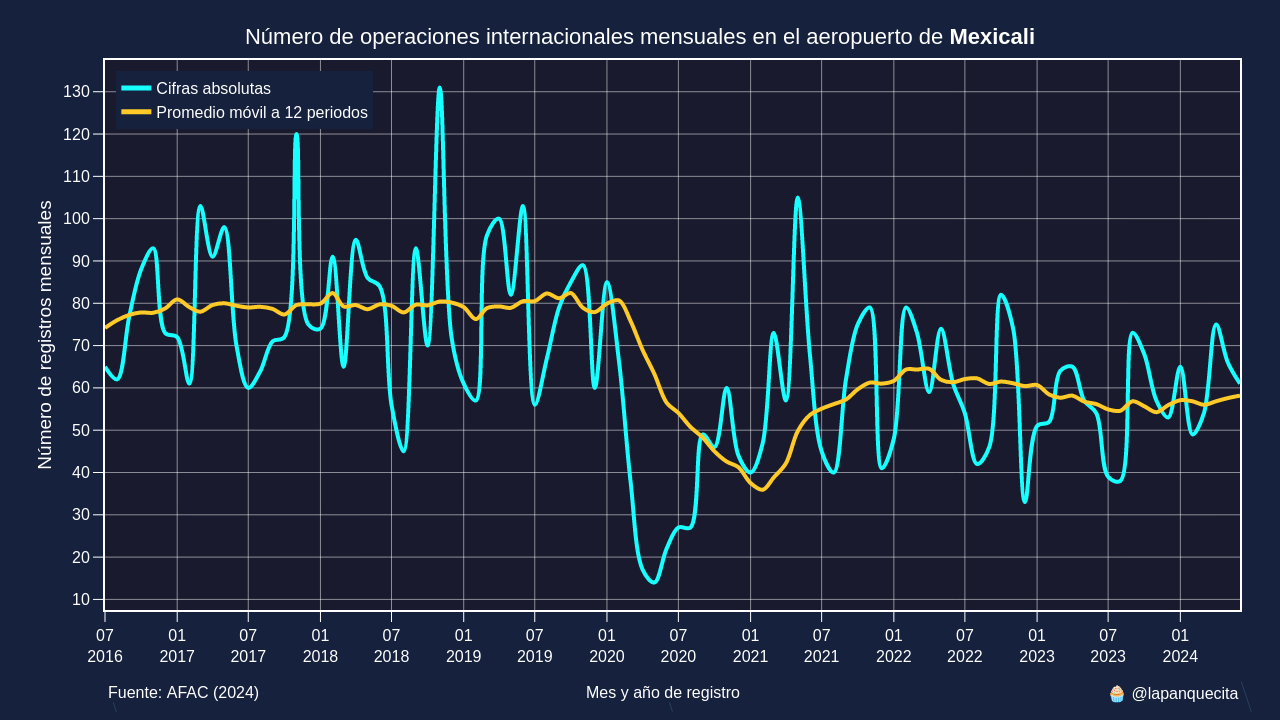 Número de operaciones internacionales mensuales en el aeropuerto de Mexicali
Cifras absolutas
Promedio móvil a 12 periodos
Número de registros mensuales
130
120
110
100
90
80
70
60
50
40
30
20
10
07 01 07 01 07 01 07 01 07 01 07 01 07 01 07 01
2016 2017 2017 2018 2018 2019 2019 2020 2020 2021 2021 2022 2022 2023 2023 2024
Fuente: AFAC (2024) Mes y año de registro 🧁 @lapanquecita